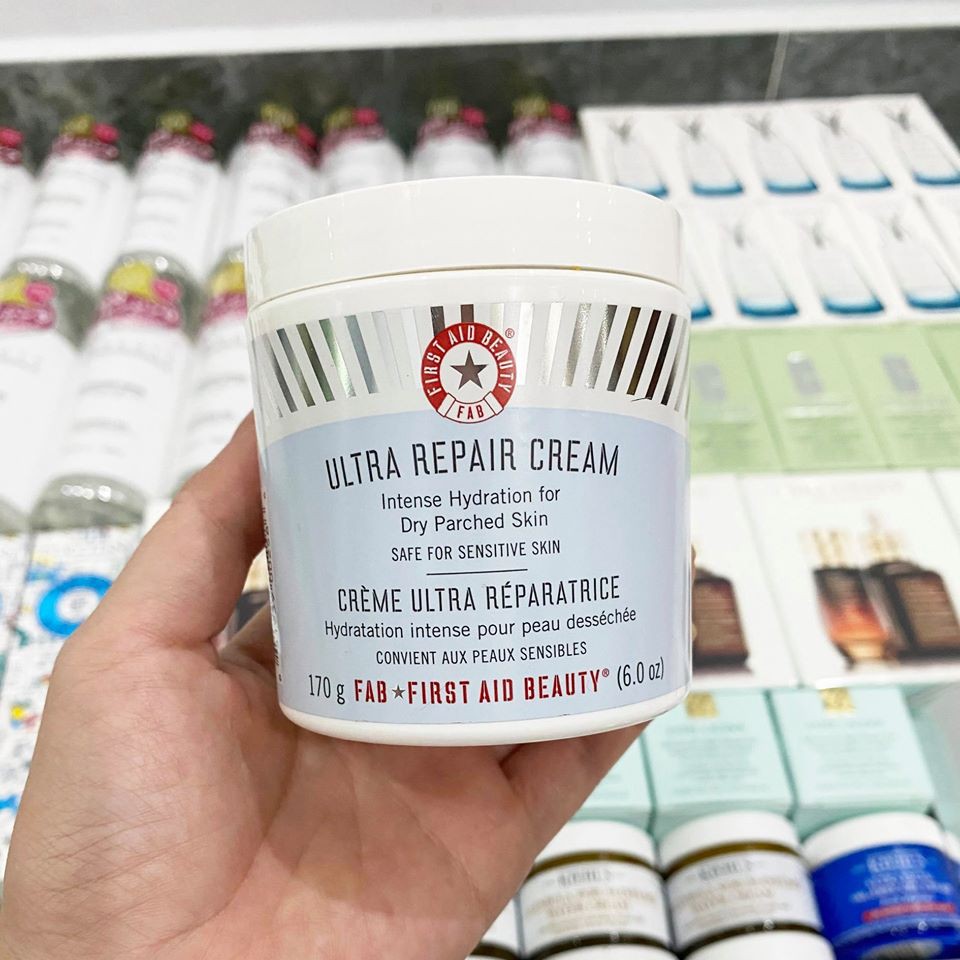 FIRST AID BEAUTY®
FAB
ULTRA REPAIR CREAM
Intense Hydration for
Dry Parched Skin
SAFE FOR SENSITIVE SKIN
CRÈME ULTRA RÉPARATRICE
Hydratation intense pour peau desséchée
CONVIENT AUX PEAUX SENSIBLES
170 g FAB★FIRST AID BEAUTY® (6.0 oz)